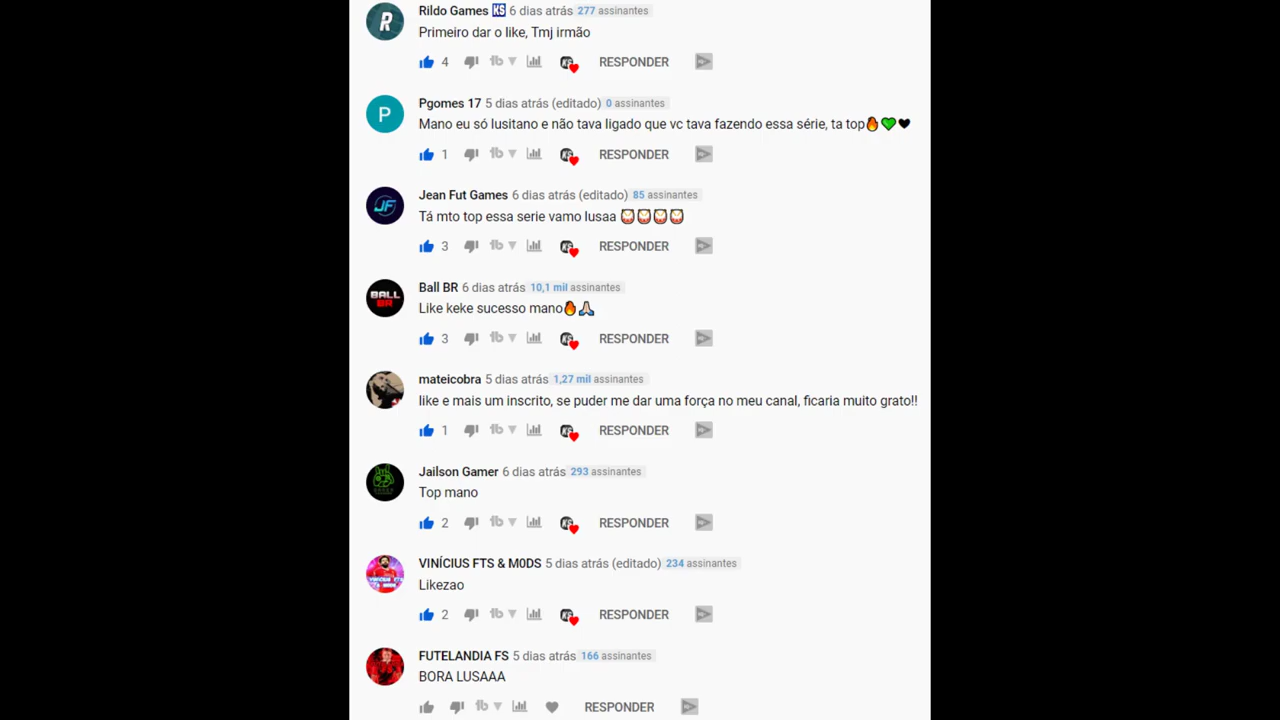 Rildo Games KS 6 dias atrás 277 assinantes
Primeiro dar o like, Tmj irmão
4 RESPONDER
Pgomes 17 5 dias atrás (editado) 0 assinantes
Mano eu só lusitano e não tava ligado que vc tava fazendo essa série, ta top🔥💚🖤
1 RESPONDER
Jean Fut Games 6 dias atrás (editado) 85 assinantes
Tá mto top essa serie vamo lusaa
3 RESPONDER
BALL BR
Ball BR 6 dias atrás 10,1 mil assinantes
Like keke sucesso mano🔥🙏🏻
3 RESPONDER
mateicobra 5 dias atrás 1,27 mil assinantes
like e mais um inscrito, se puder me dar uma força no meu canal, ficaria muito grato!!
1 RESPONDER
Jailson Gamer 6 dias atrás 293 assinantes
Top mano
2 RESPONDER
VINÍCIUS FTS & M0DS 5 dias atrás (editado) 234 assinantes
Likezao
2 RESPONDER
FUTELANDIA FS 5 dias atrás 166 assinantes
BORA LUSAAA
RESPONDER